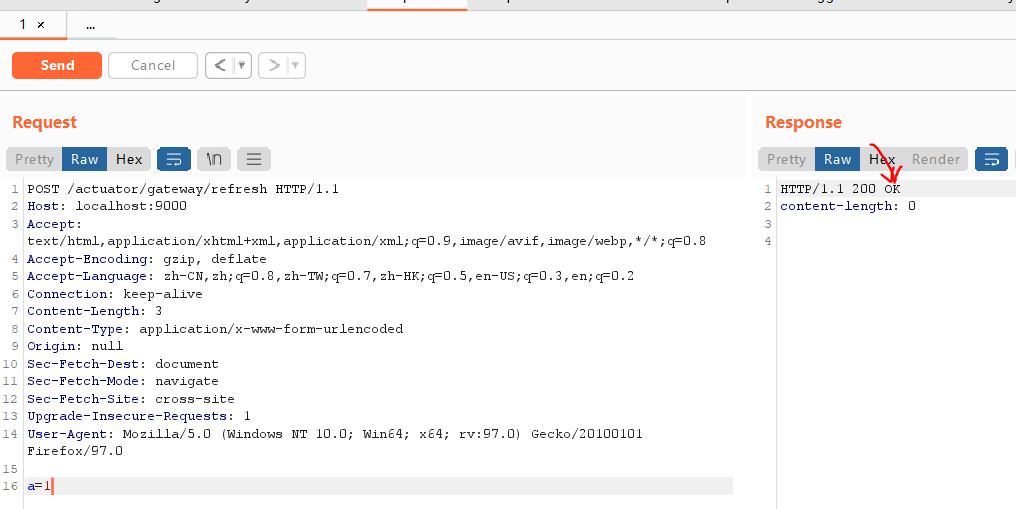 1 × ...
Send Cancel < >
Request
Pretty Raw Hex \n
1 POST /actuator/gateway/refresh HTTP/1.1
2 Host: localhost:9000
3 Accept:
text/html,application/xhtml+xml,application/xml;q=0.9,image/avif,image/webp,*/*;q=0.8
4 Accept-Encoding: gzip, deflate
5 Accept-Language: zh-CN,zh;q=0.8,zh-TW;q=0.7,zh-HK;q=0.5,en-US;q=0.3,en;q=0.2
6 Connection: keep-alive
7 Content-Length: 3
8 Content-Type: application/x-www-form-urlencoded
9 Origin: null
10 Sec-Fetch-Dest: document
11 Sec-Fetch-Mode: navigate
12 Sec-Fetch-Site: cross-site
13 Upgrade-Insecure-Requests: 1
14 User-Agent: Mozilla/5.0 (Windows NT 10.0; Win64; x64; rv:97.0) Gecko/20100101
Firefox/97.0
15
16 a=1
Response
Pretty Raw Hex Render
1 HTTP/1.1 200 OK
2 content-length: 0
3
4